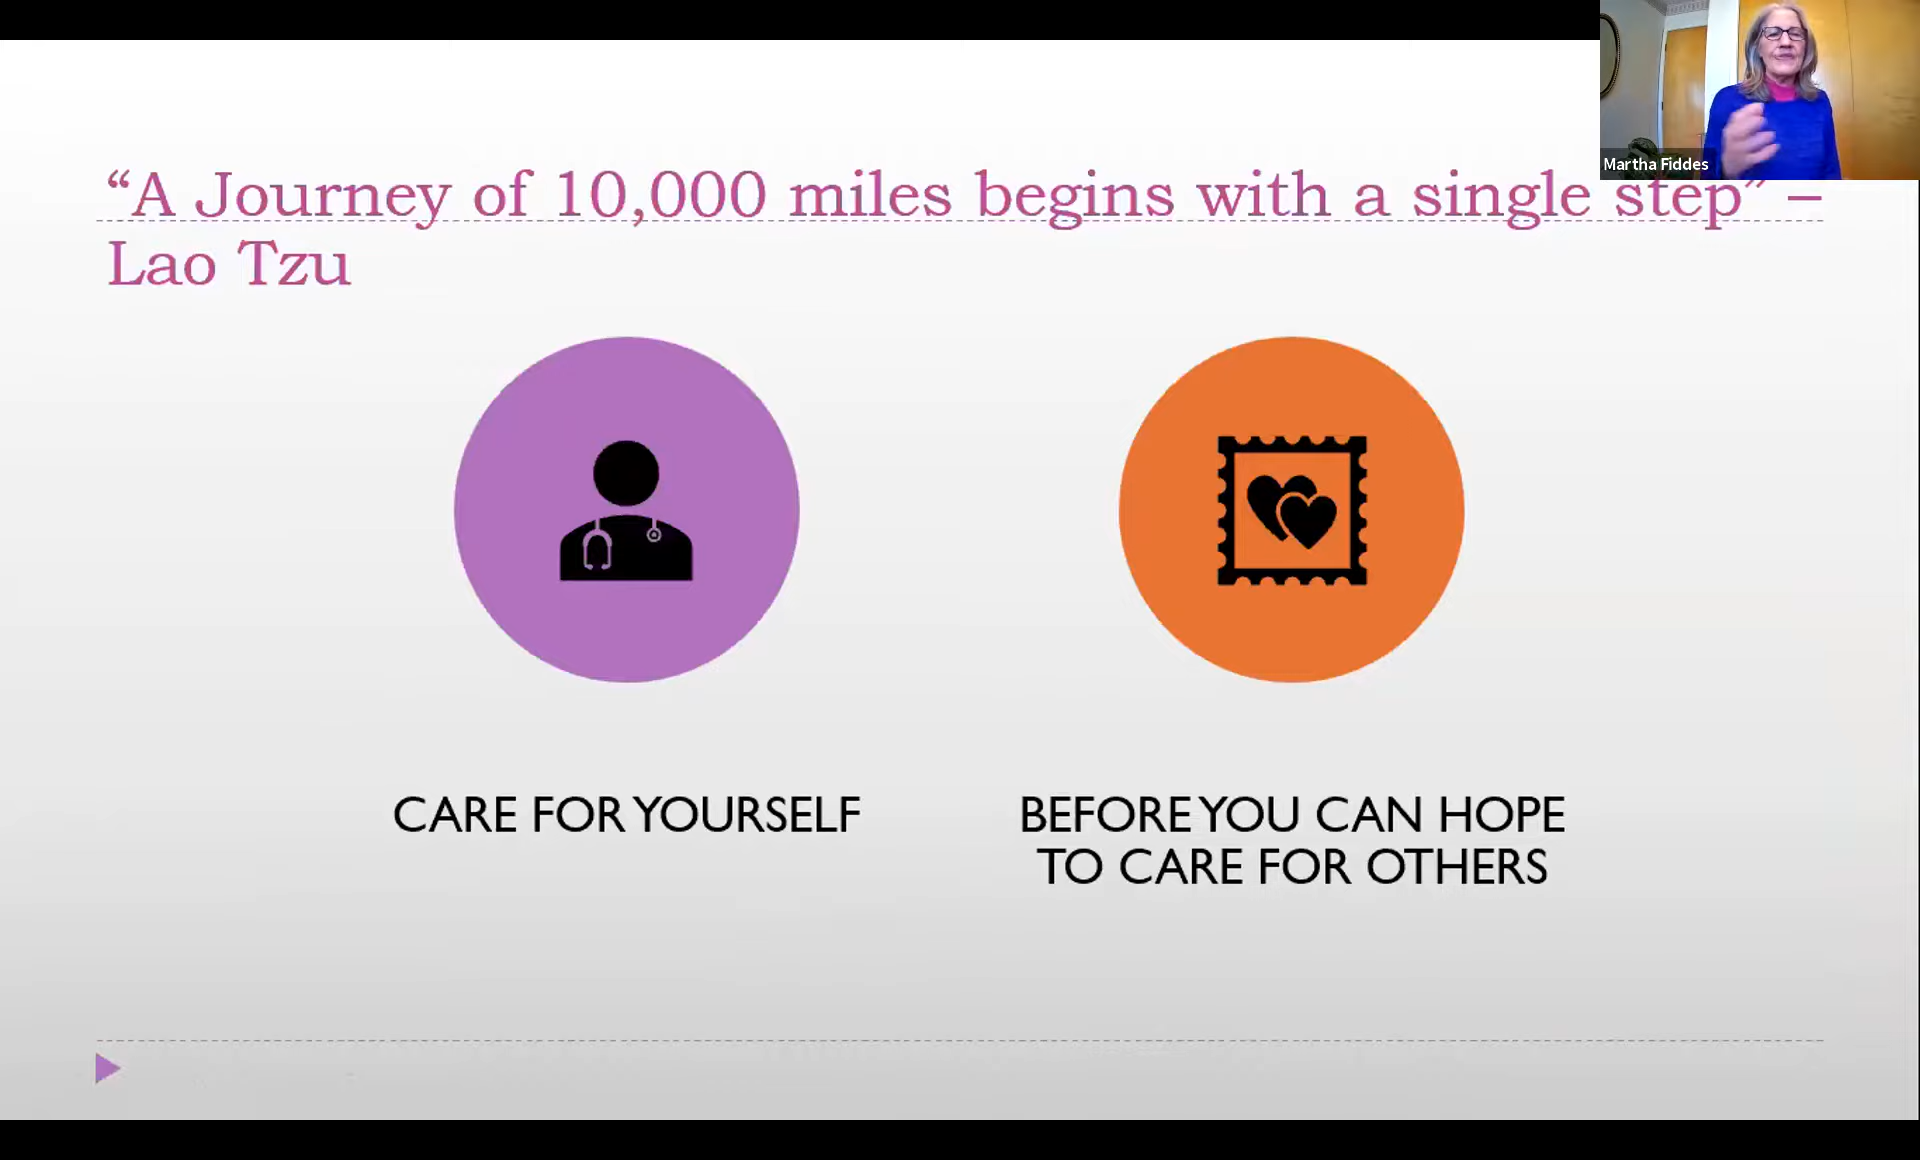 Martha Fiddes
“A Journey of 10,000 miles begins with a single step” –
Lao Tzu
CARE FOR YOURSELF
BEFORE YOU CAN HOPE
TO CARE FOR OTHERS